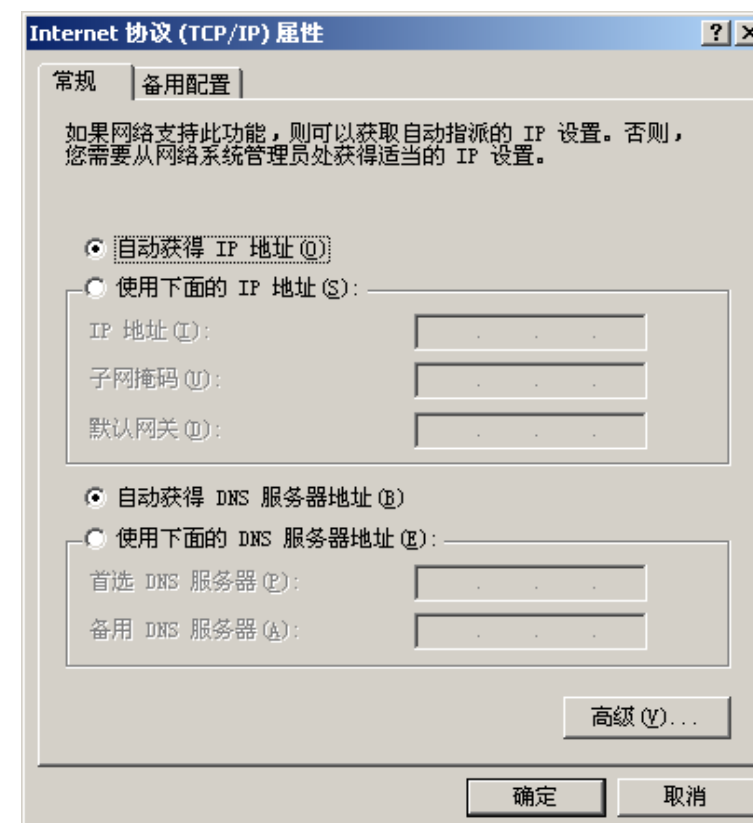 Internet 协议 (TCP/IP) 属性
常规
备用配置
如果网络支持此功能,则可以获取自动指派的 IP 设置。否则,
您需要从网络系统管理员处获得适当的 IP 设置。
自动获得 IP 地址(O)
使用下面的 IP 地址(S):
IP 地址(I):
子网掩码(U):
默认网关(D):
自动获得 DNS 服务器地址(B)
使用下面的 DNS 服务器地址(E):
首选 DNS 服务器(P):
备用 DNS 服务器(A):
高级(V)...
确定
取消